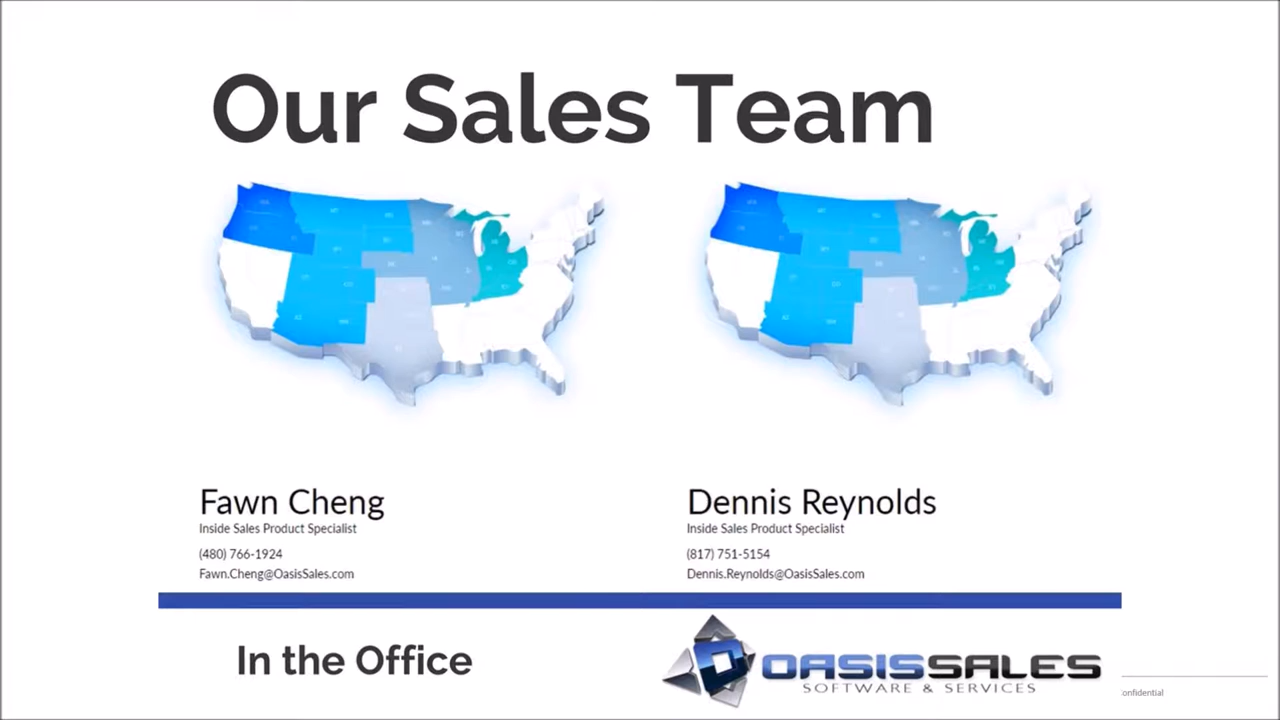 Our Sales Team
Fawn Cheng
Inside Sales Product Specialist
(480) 766-1924
Fawn.Cheng@OasisSales.com
Dennis Reynolds
Inside Sales Product Specialist
(817) 751-5154
Dennis.Reynolds@OasisSales.com
In the Office
OASISSALES
SOFTWARE & SERVICES
onfidential